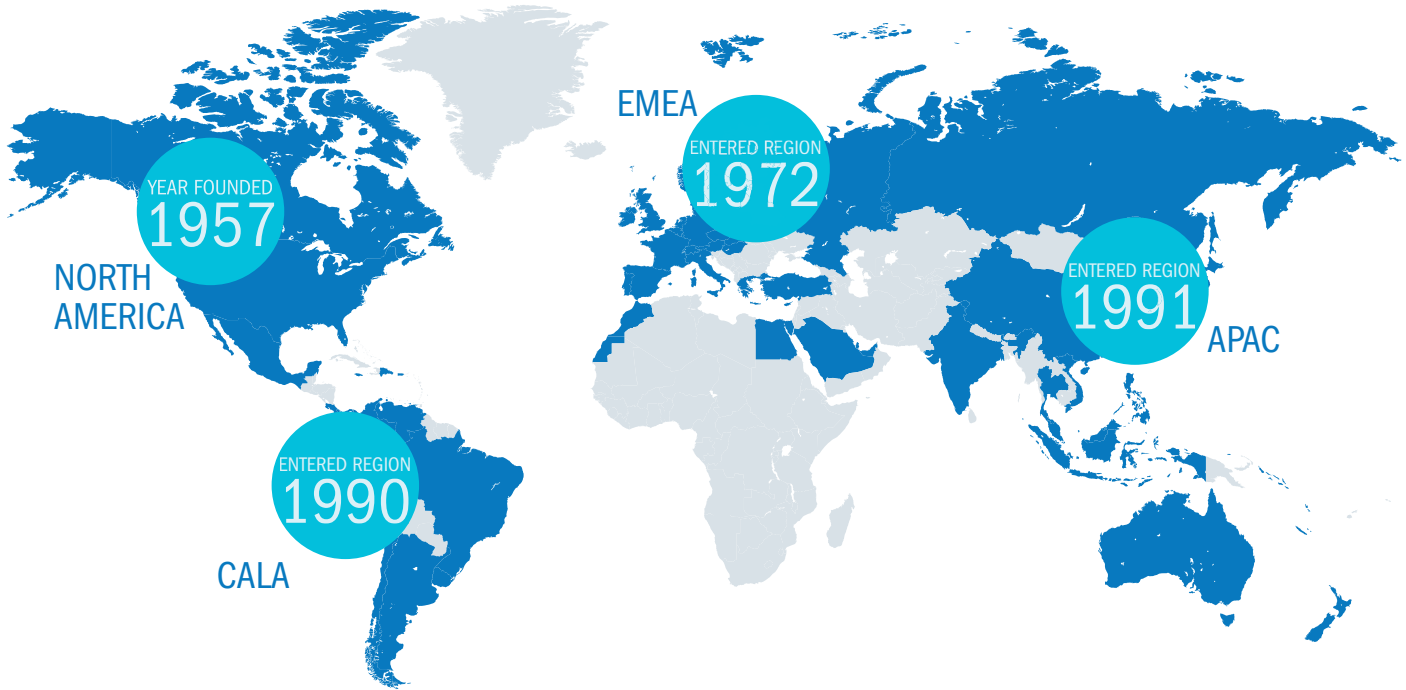 EMEA
ENTERED REGION
1972
YEAR FOUNDED
1957
NORTH
AMERICA
ENTERED REGION
1991
APAC
ENTERED REGION
1990
CALA